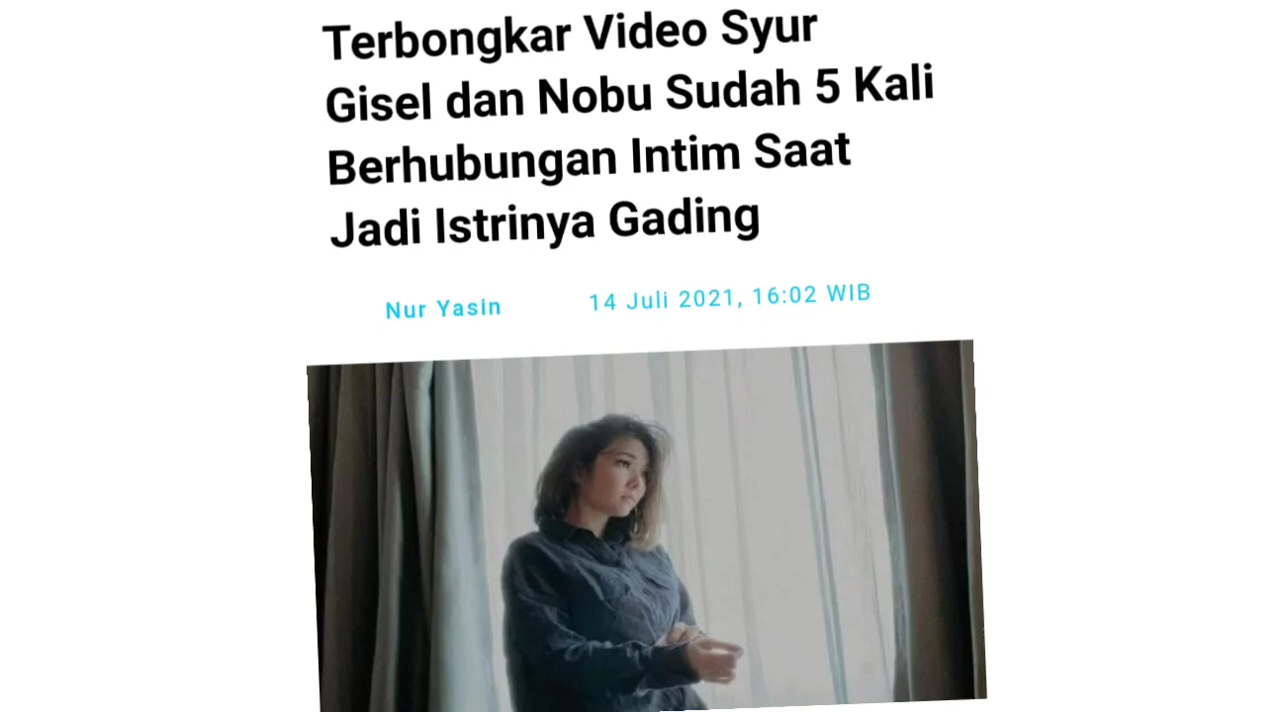 Terbongkar Video Syur
Gisel dan Nobu Sudah 5 Kali
Berhubungan Intim Saat
Jadi Istrinya Gading
Nur Yasin 14 Juli 2021, 16:02 WIB